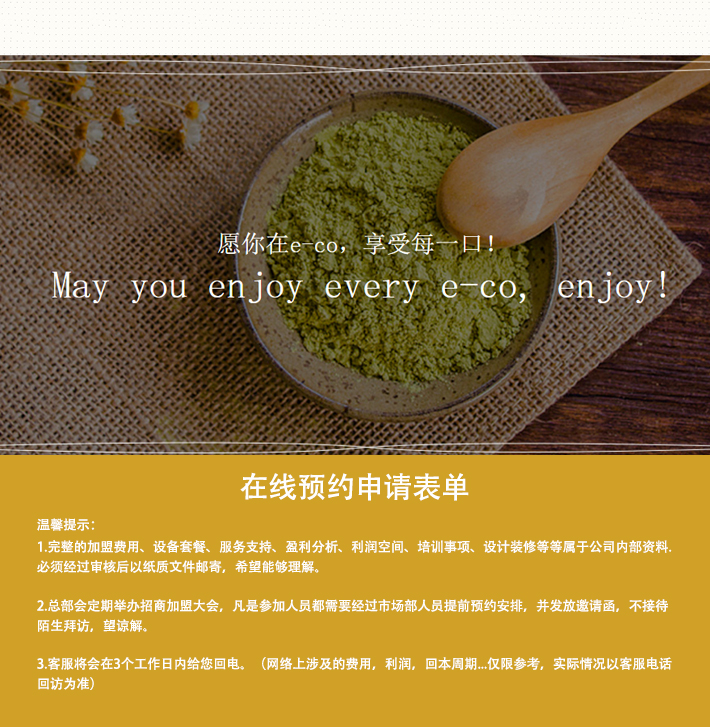 愿你在e-co，享受每一口！
May you enjoy every e-co, enjoy!
在线预约申请表单
温馨提示：
1.完整的加盟费用、设备套餐、服务支持、盈利分析、利润空间、培训事项、设计装修等等属于公司内部资料.
必须经过审核后以纸质文件邮寄，希望能够理解。
2.总部会定期举办招商加盟大会，凡是参加人员都需要经过市场部人员提前预约安排，并发放邀请函，不接待
陌生拜访，望谅解。
3.客服将会在3个工作日内给您回电。（网络上涉及的费用，利润，回本周期...仅限参考，实际情况以客服电话
回访为准）